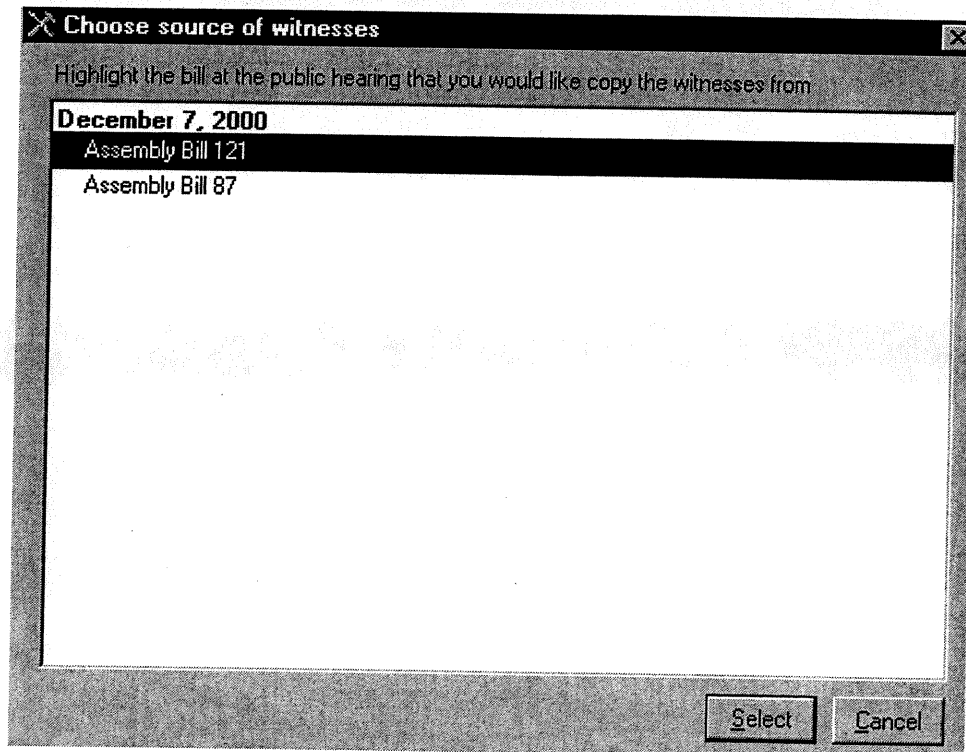 Choose source of witnesses
Highlight the bill at the public hearing that you would like copy the witnesses from
December 7, 2000
Assembly Bill 121
Assembly Bill 87
Select
Cancel